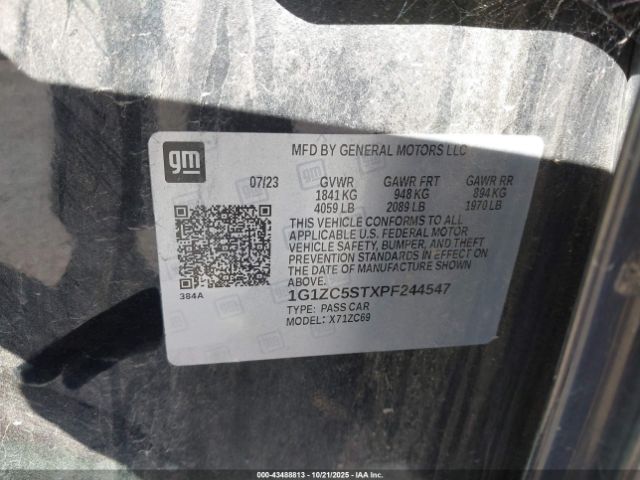 gm
MFD BY GENERAL MOTORS LLC
07/23 GVWR GAWR FRT GAWR RR
1841 KG 948 KG 894 KG
4059 LB 2089 LB 1970 LB
THIS VEHICLE CONFORMS TO ALL
APPLICABLE U.S. FEDERAL MOTOR
VEHICLE SAFETY, BUMPER, AND THEFT
PREVENTION STANDARDS IN EFFECT ON
THE DATE OF MANUFACTURE SHOWN
ABOVE.
384A
1G1ZC5STXPF244547
TYPE: PASS CAR
MODEL: X71ZC69
000-43488813 - 10/21/2025 - IAAI.COM